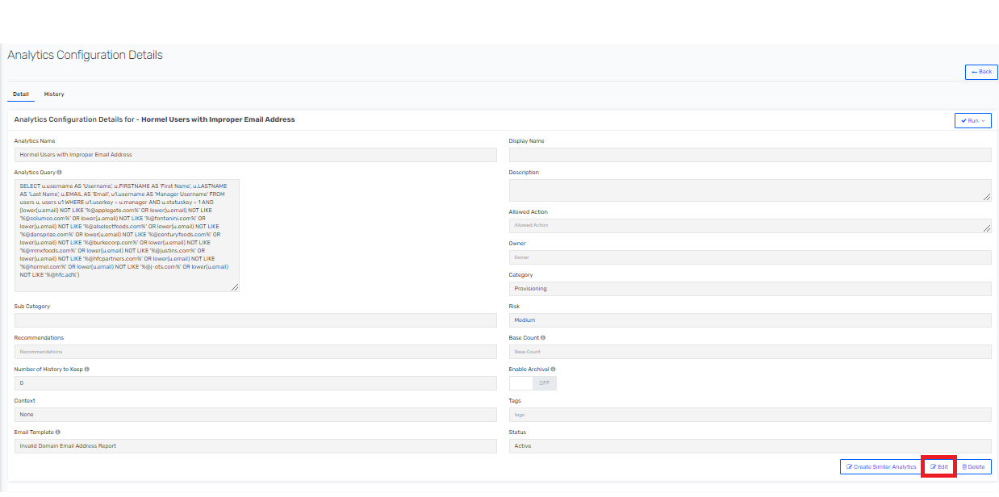 Analytics Configuration Details
← Back
Detail History
Analytics Configuration Details for - Hormel Users with Improper Email Address
Run
Analytics Name
Hormel Users with Improper Email Address
Display Name
Analytics Query
SELECT u.username AS 'Username', u.FIRSTNAME AS 'First Name', u.LASTNAME
AS 'Last Name', u.EMAIL AS 'Email', u1.username AS 'Manager Username' FROM
users u, users u1 WHERE u1.userkey = u.manager AND u.statuskey = 1 AND
(lower(u.email) NOT LIKE '%@applegate.com%' OR lower(u.email) NOT LIKE
'%@columco.com%' OR lower(u.email) NOT LIKE '%@fontanini.com%' OR
lower(u.email) NOT LIKE '%@alselectfoods.com%' OR lower(u.email) NOT LIKE
'%@dansprize.com%' OR lower(u.email) NOT LIKE '%@centuryfoods.com%' OR
lower(u.email) NOT LIKE '%@burkecorp.com%' OR lower(u.email) NOT LIKE
'%@mmxfoods.com%' OR lower(u.email) NOT LIKE '%@justins.com%' OR
lower(u.email) NOT LIKE '%@hfcpartners.com%' OR lower(u.email) NOT LIKE
'%@hormel.com%' OR lower(u.email) NOT LIKE '%@j-ots.com%' OR lower(u.email)
NOT LIKE '%@hfc.ad%')
Description
Allowed Action
Allowed Action
Owner
Owner
Category
Provisioning
Sub Category
Risk
Medium
Recommendations
Recommendations
Base Count
Base Count
Number of History to Keep
0
Enable Archival
OFF
Context
None
Tags
tags
Email Template
Invalid Domain Email Address Report
Status
Active
Create Similar Analytics Edit Delete